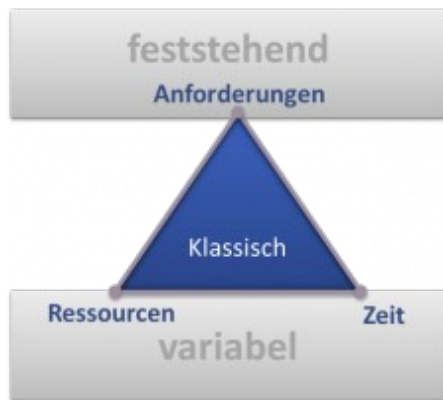 feststehend
Anforderungen
Klassisch
Ressourcen Zeit
variabel